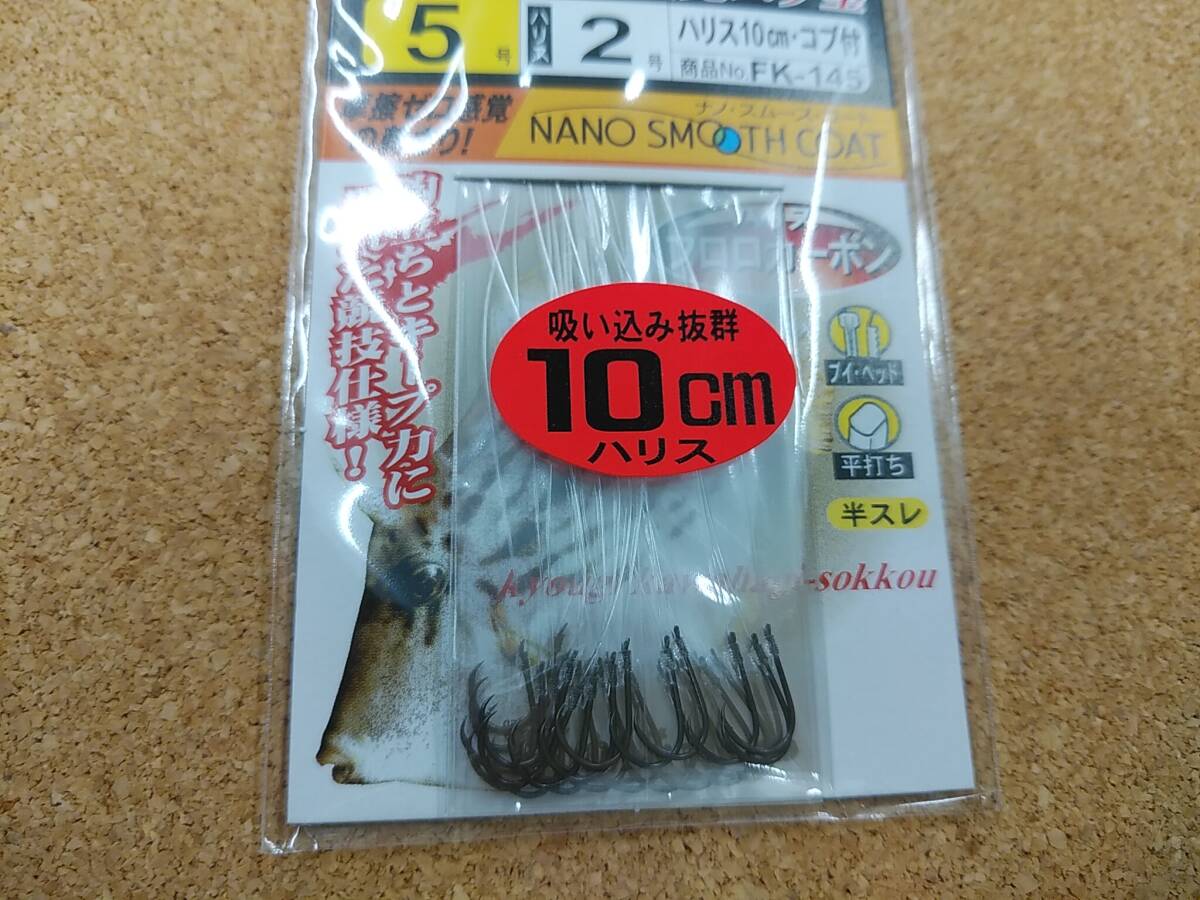 5号
ハリス 2号
ハリス10cm・コブ付
商品No.FK-145
ナノ・スムース・コート
NANO SMOOTH COAT
フロロカーボン
競技仕様!
吸い込み抜群
10cm
ハリス
ブイ・ヘッド
平打ち
半スレ
sokkou